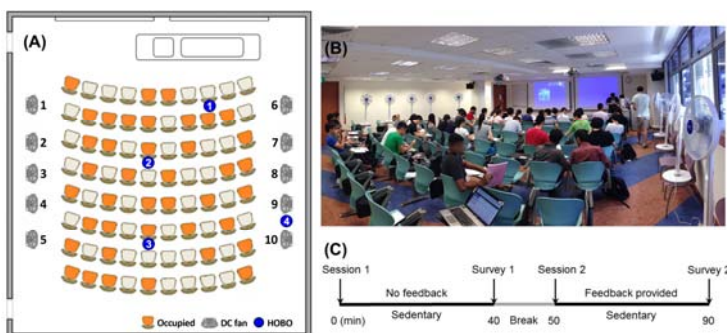 (A)
1
2
3
4
5
6
7
8
9
10
1
2
3
4
Occupied
DC fan
HOBO
(B)
(C)
Session 1
Survey 1
Session 2
Survey 2
No feedback
Feedback provided
Sedentary
Sedentary
0 (min)
40
Break
50
90